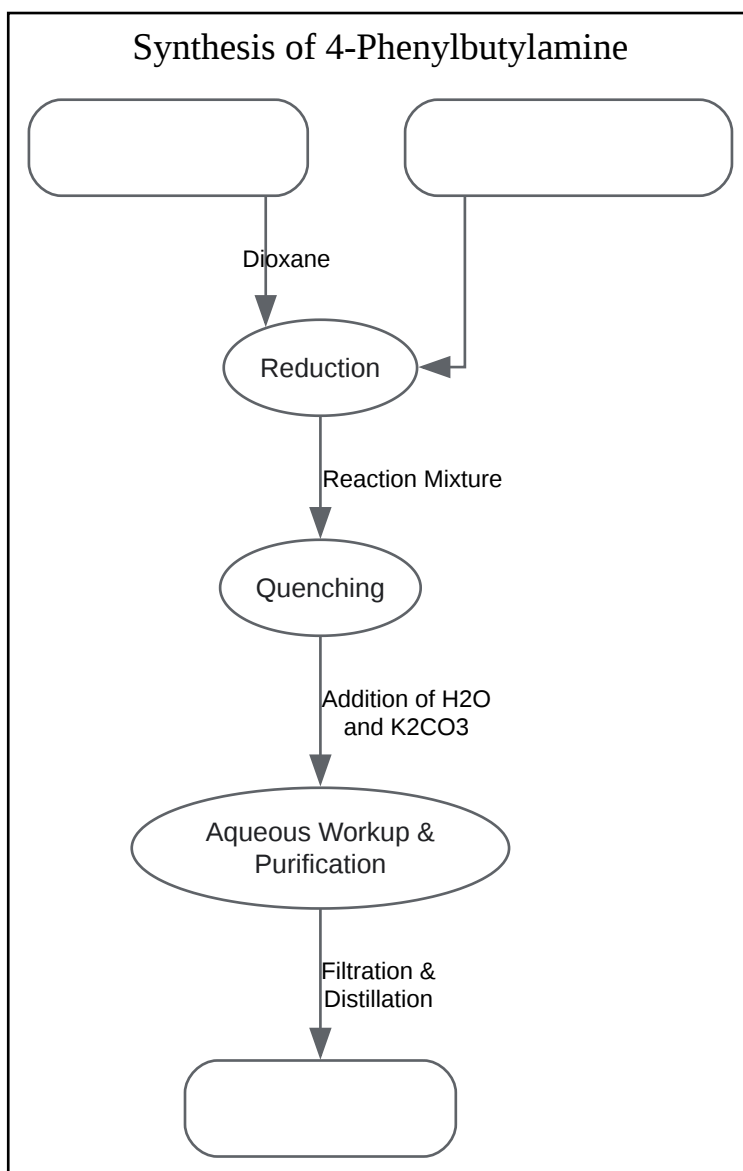 Synthesis of 4-Phenylbutylamine
Dioxane
Reduction
Reaction Mixture
Quenching
Addition of H2O
and K2CO3
Aqueous Workup &
Purification
Filtration &
Distillation